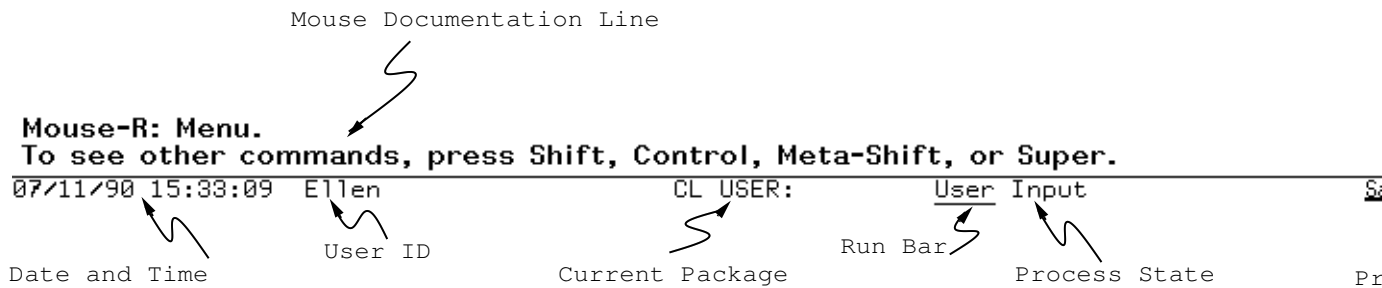 Mouse Documentation Line
Mouse-R: Menu.
To see other commands, press Shift, Control, Meta-Shift, or Super.
07/11/90 15:33:09 Ellen CL USER: User Input
User ID
Run Bar
Date and Time
Current Package
Process State